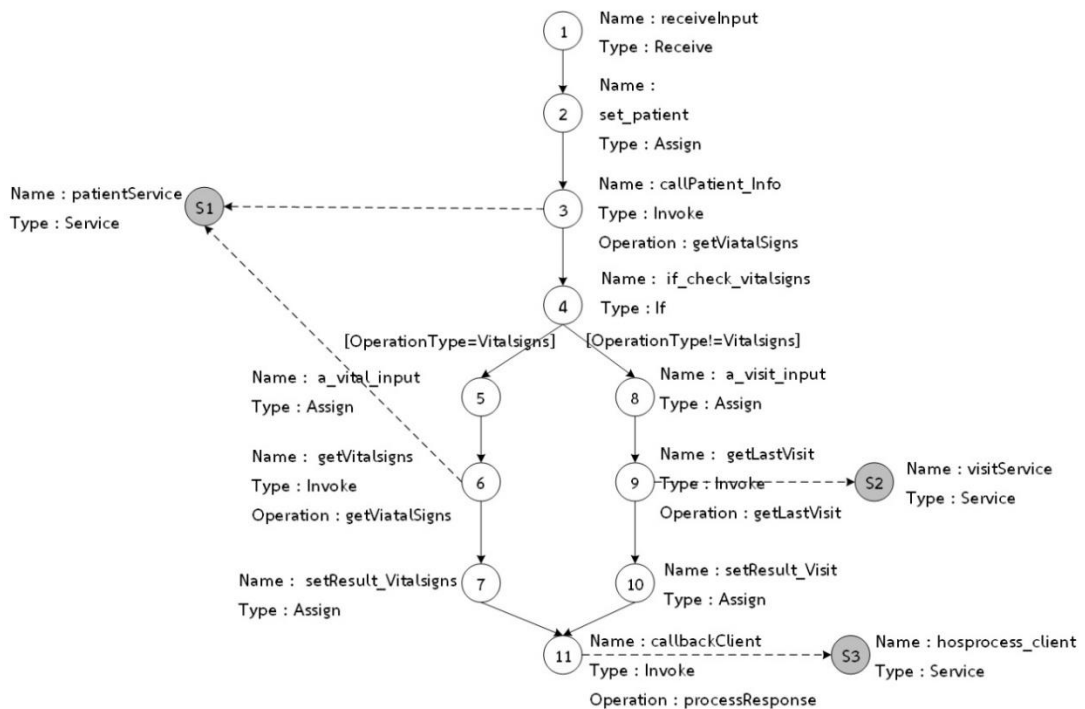 1
Name : receiveInput
Type : Receive
2
Name :
set_patient
Type : Assign
Name : patientService
Type : Service
S1
3
Name : callPatient_Info
Type : Invoke
Operation : getViatalSigns
4
Name : if_check_vitalsigns
Type : If
[OperationType=Vitalsigns]
[OperationType!=Vitalsigns]
Name : a_vital_input
Type : Assign
5
8
Name : a_visit_input
Type : Assign
Name : getVitalsigns
Type : Invoke
Operation : getViatalSigns
6
9
Name : getLastVisit
Type : Invoke
Operation : getLastVisit
S2
Name : visitService
Type : Service
Name : setResult_Vitalsigns
Type : Assign
7
10
Name : setResult_Visit
Type : Assign
11
Name : callbackClient
Type : Invoke
Operation : processResponse
S3
Name : hosprocess_client
Type : Service